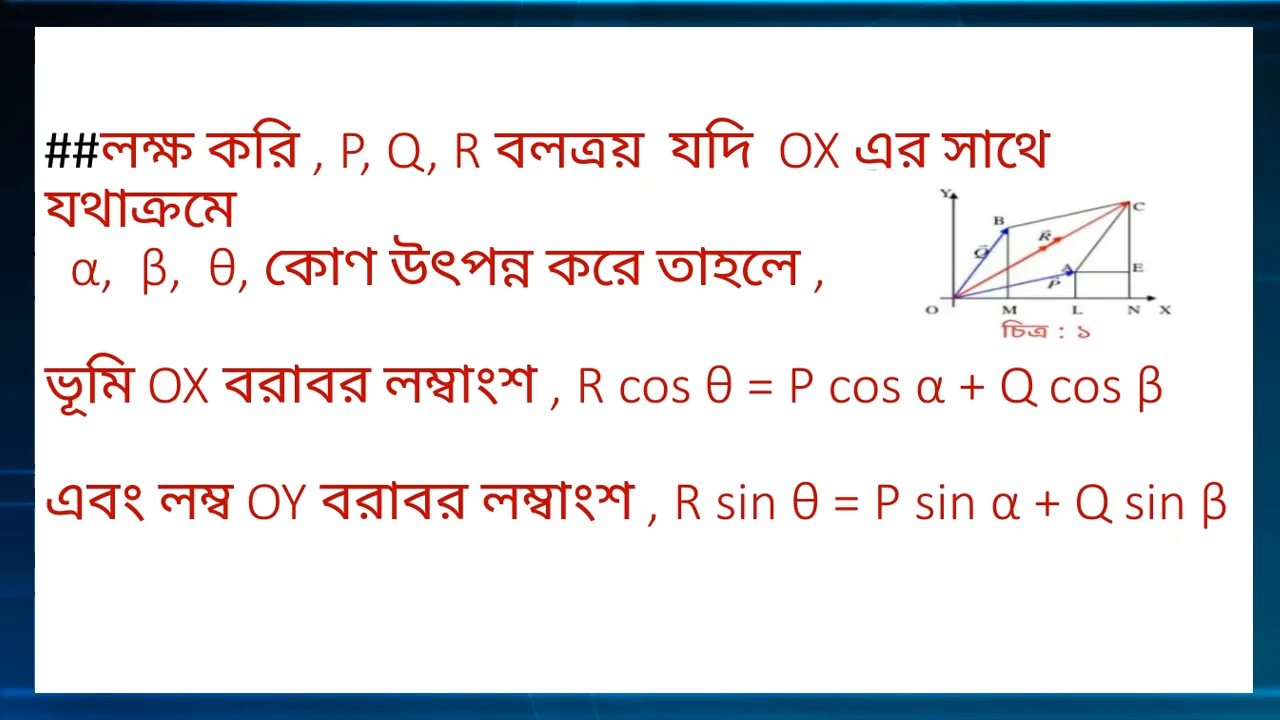 ##লক্ষ করি , P, Q, R বলত্রয় যদি OX এর সাথে
যথাক্রমে
α, β, θ, কোণ উৎপন্ন করে তাহলে ,
Y
B
C
Q⃗
R⃗
A
E
P⃗
O M L N X
চিত্র : ১
ভূমি OX বরাবর লম্বাংশ , R cos θ = P cos α + Q cos β
এবং লম্ব OY বরাবর লম্বাংশ , R sin θ = P sin α + Q sin β